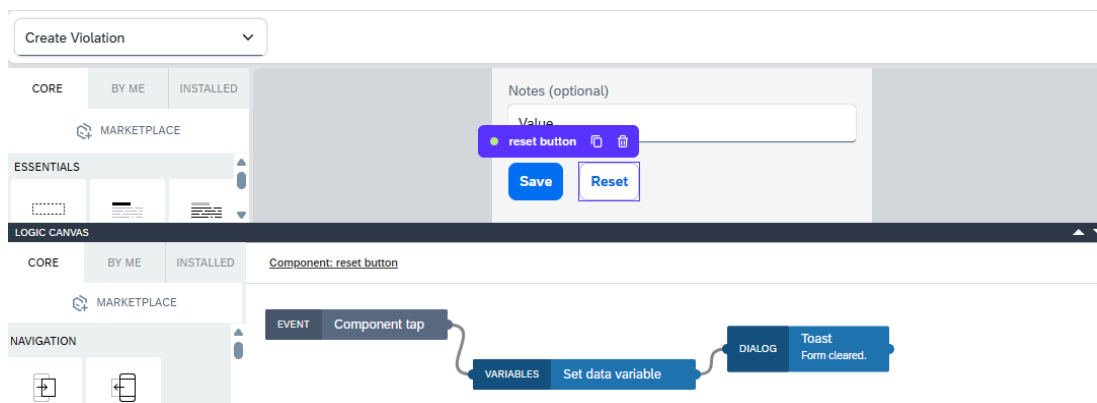 Create Violation
CORE
BY ME
INSTALLED
MARKETPLACE
ESSENTIALS
Notes (optional)
Value
reset button
Save
Reset
LOGIC CANVAS
CORE
BY ME
INSTALLED
MARKETPLACE
NAVIGATION
Component: reset button
EVENT
Component tap
VARIABLES
Set data variable
DIALOG
Toast
Form cleared.